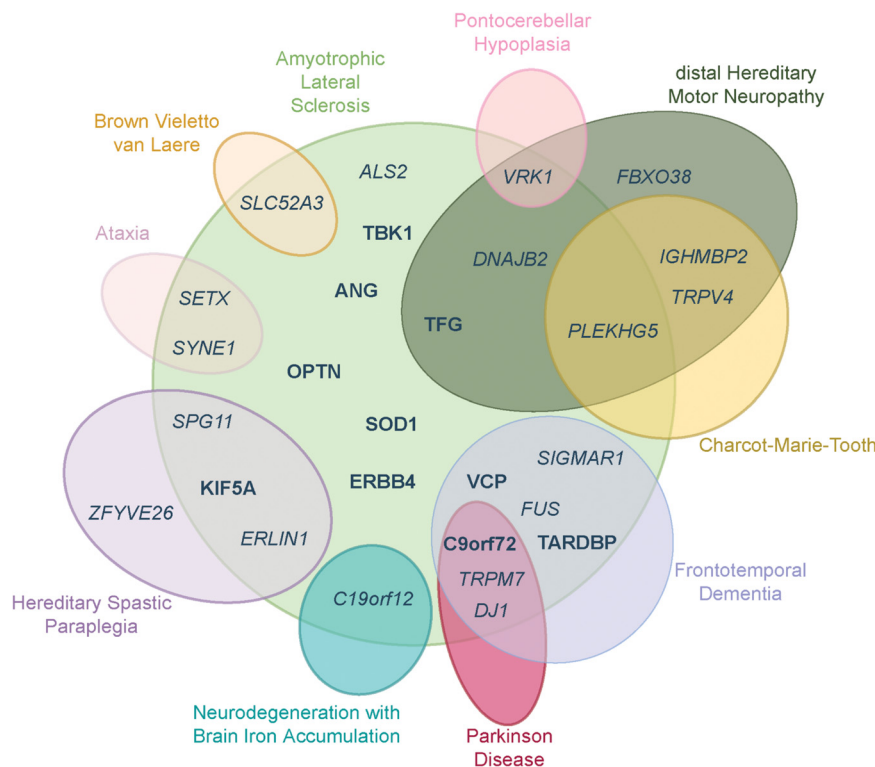 Pontocerebellar
Hypoplasia
Amyotrophic
Lateral
Sclerosis
distal Hereditary
Motor Neuropathy
Brown Vieletto
van Laere
ALS2
VRK1
FBXO38
SLC52A3
TBK1
Ataxia
DNAJB2
IGHMBP2
SETX
ANG
TRPV4
TFG
PLEKHG5
SYNE1
OPTN
SPG11
SOD1
Charcot-Marie-Tooth
SIGMAR1
KIF5A
ERBB4
VCP
ZFYVE26
FUS
ERLIN1
C9orf72
TARDBP
Frontotemporal
Dementia
TRPM7
C19orf12
DJ1
Hereditary Spastic
Paraplegia
Neurodegeneration with
Brain Iron Accumulation
Parkinson
Disease